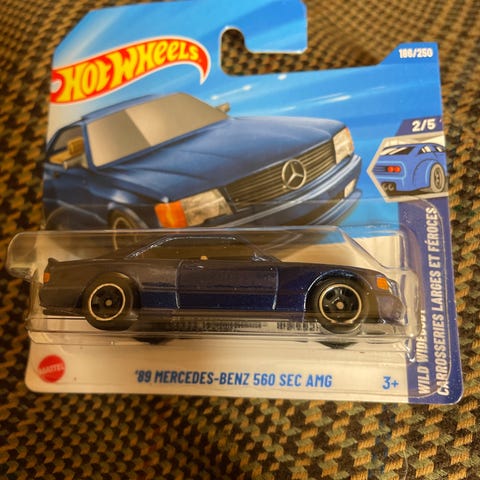 HOT WHEELS
186/250
2/5
WILD WIDEBODY
CARROSSERIES LARGES ET FÉROCES
MATTEL
'89 MERCEDES-BENZ 560 SEC AMG
3+